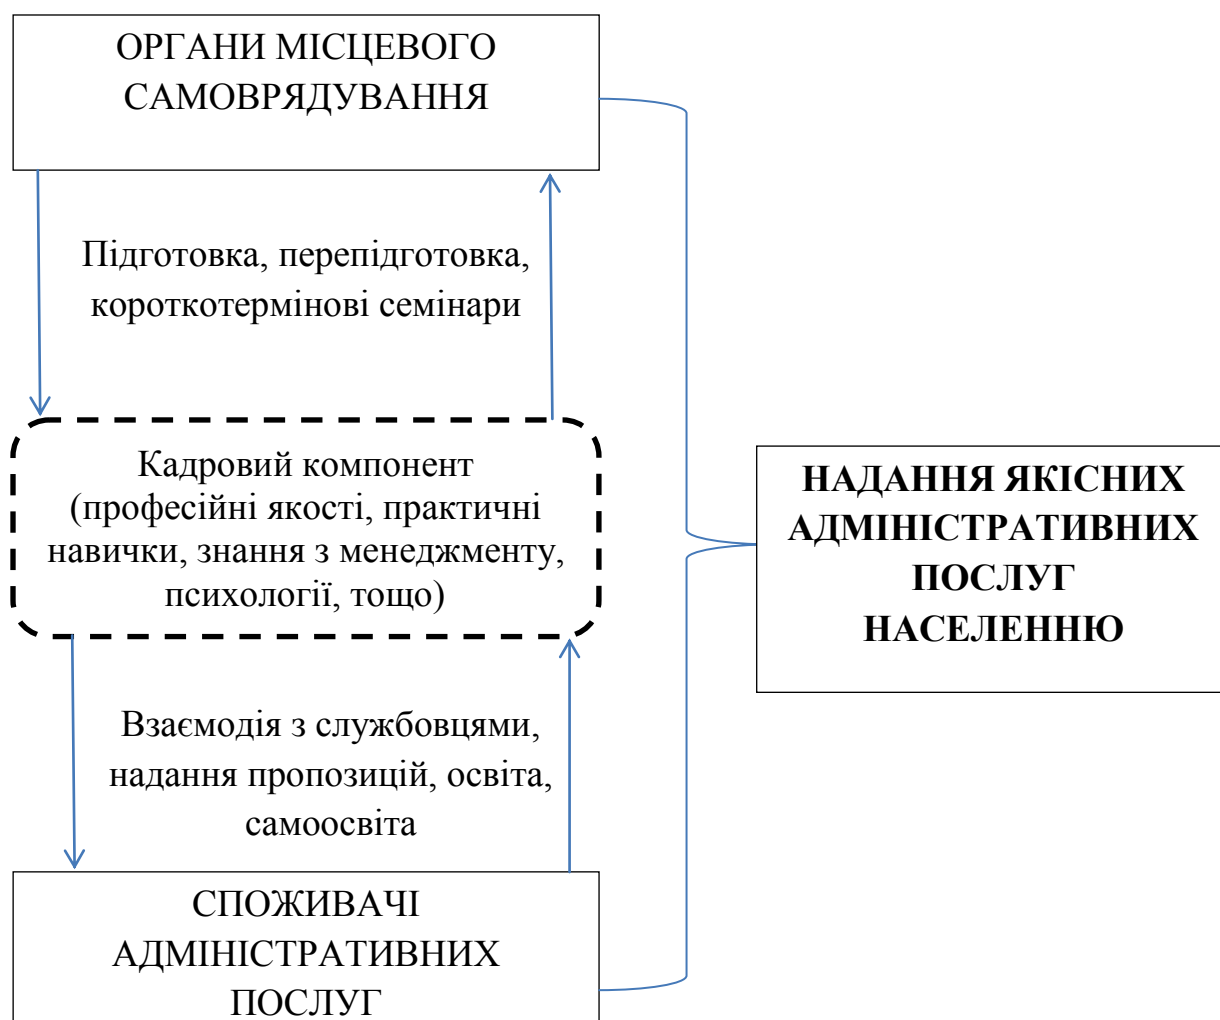 ОРГАНИ МІСЦЕВОГО
САМОВРЯДУВАННЯ
Підготовка, перепідготовка,
короткотермінові семінари
Кадровий компонент
(професійні якості, практичні
навички, знання з менеджменту,
психології, тощо)
Взаємодія з службовцями,
надання пропозицій, освіта,
самоосвіта
СПОЖИВАЧІ
АДМІНІСТРАТИВНИХ
ПОСЛУГ
НАДАННЯ ЯКІСНИХ
АДМІНІСТРАТИВНИХ
ПОСЛУГ
НАСЕЛЕННЮ